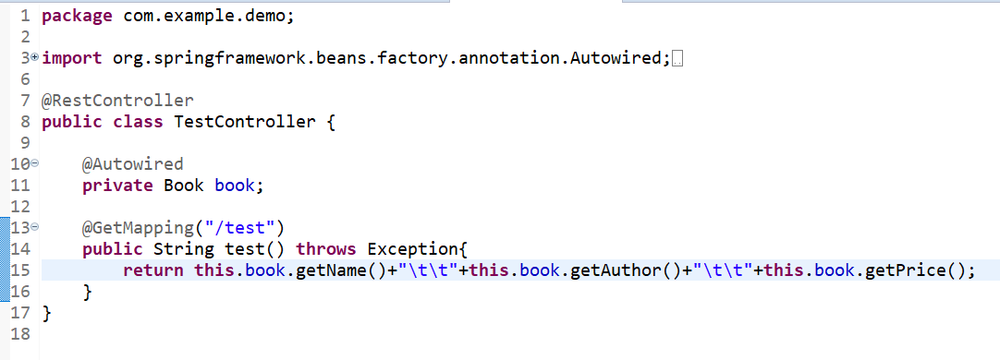 1 package com.example.demo;
2
3 import org.springframework.beans.factory.annotation.Autowired;
6
7 @RestController
8 public class TestController {
9
10     @Autowired
11     private Book book;
12
13     @GetMapping("/test")
14     public String test() throws Exception{
15         return this.book.getName()+"\t\t"+this.book.getAuthor()+"\t\t"+this.book.getPrice();
16     }
17 }
18